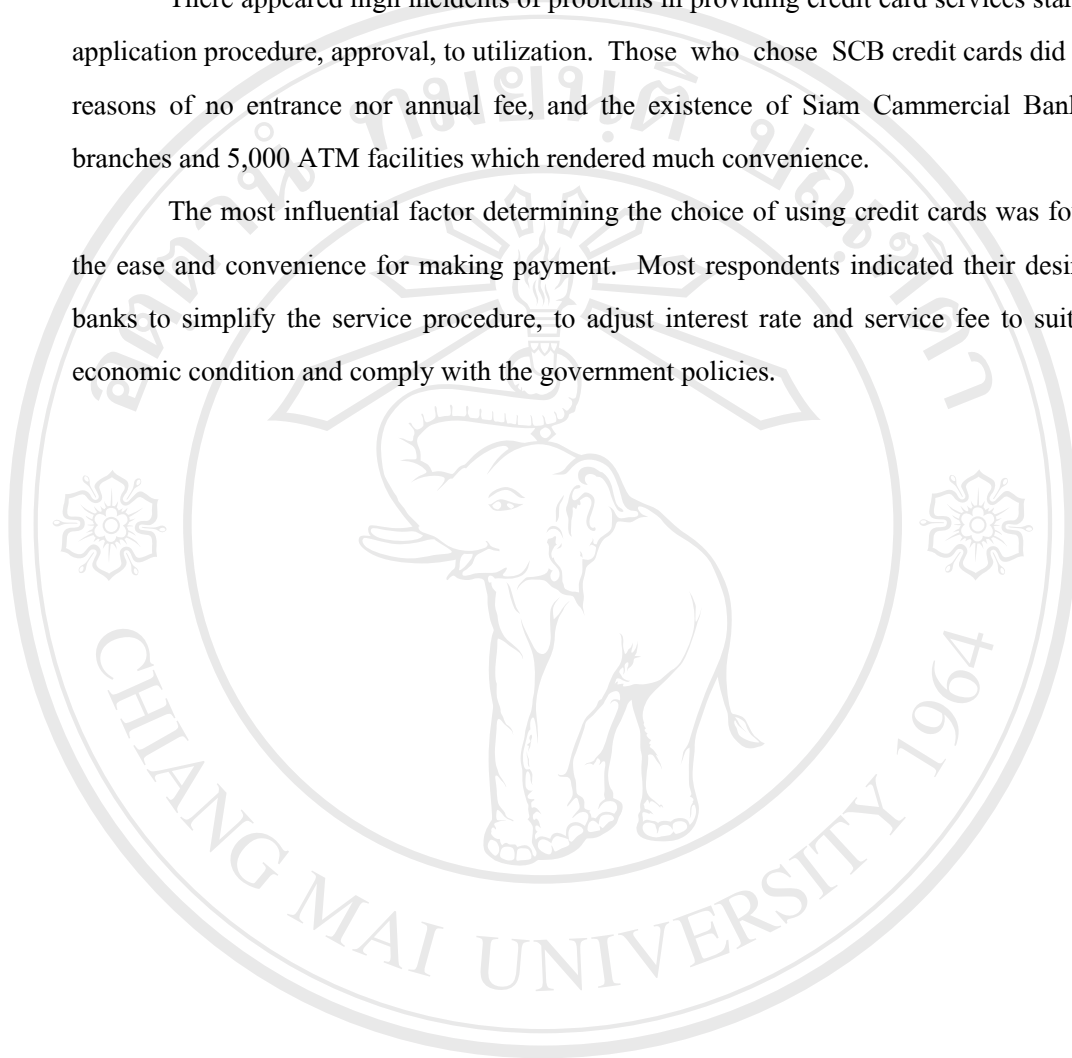 There appeared high incidents of problems in providing credit card services
application procedure, approval, to utilization. Those who chose SCB credit cards did
reasons of no entrance nor annual fee, and the existence of Siam Cammercial Bank
branches and 5,000 ATM facilities which rendered much convenience.
The most influential factor determining the choice of using credit cards was
the ease and convenience for making payment. Most respondents indicated their
banks to simplify the service procedure, to adjust interest rate and service fee to suit
economic condition and comply with the government policies.
CHIANG MAI UNIVERSITY 1964